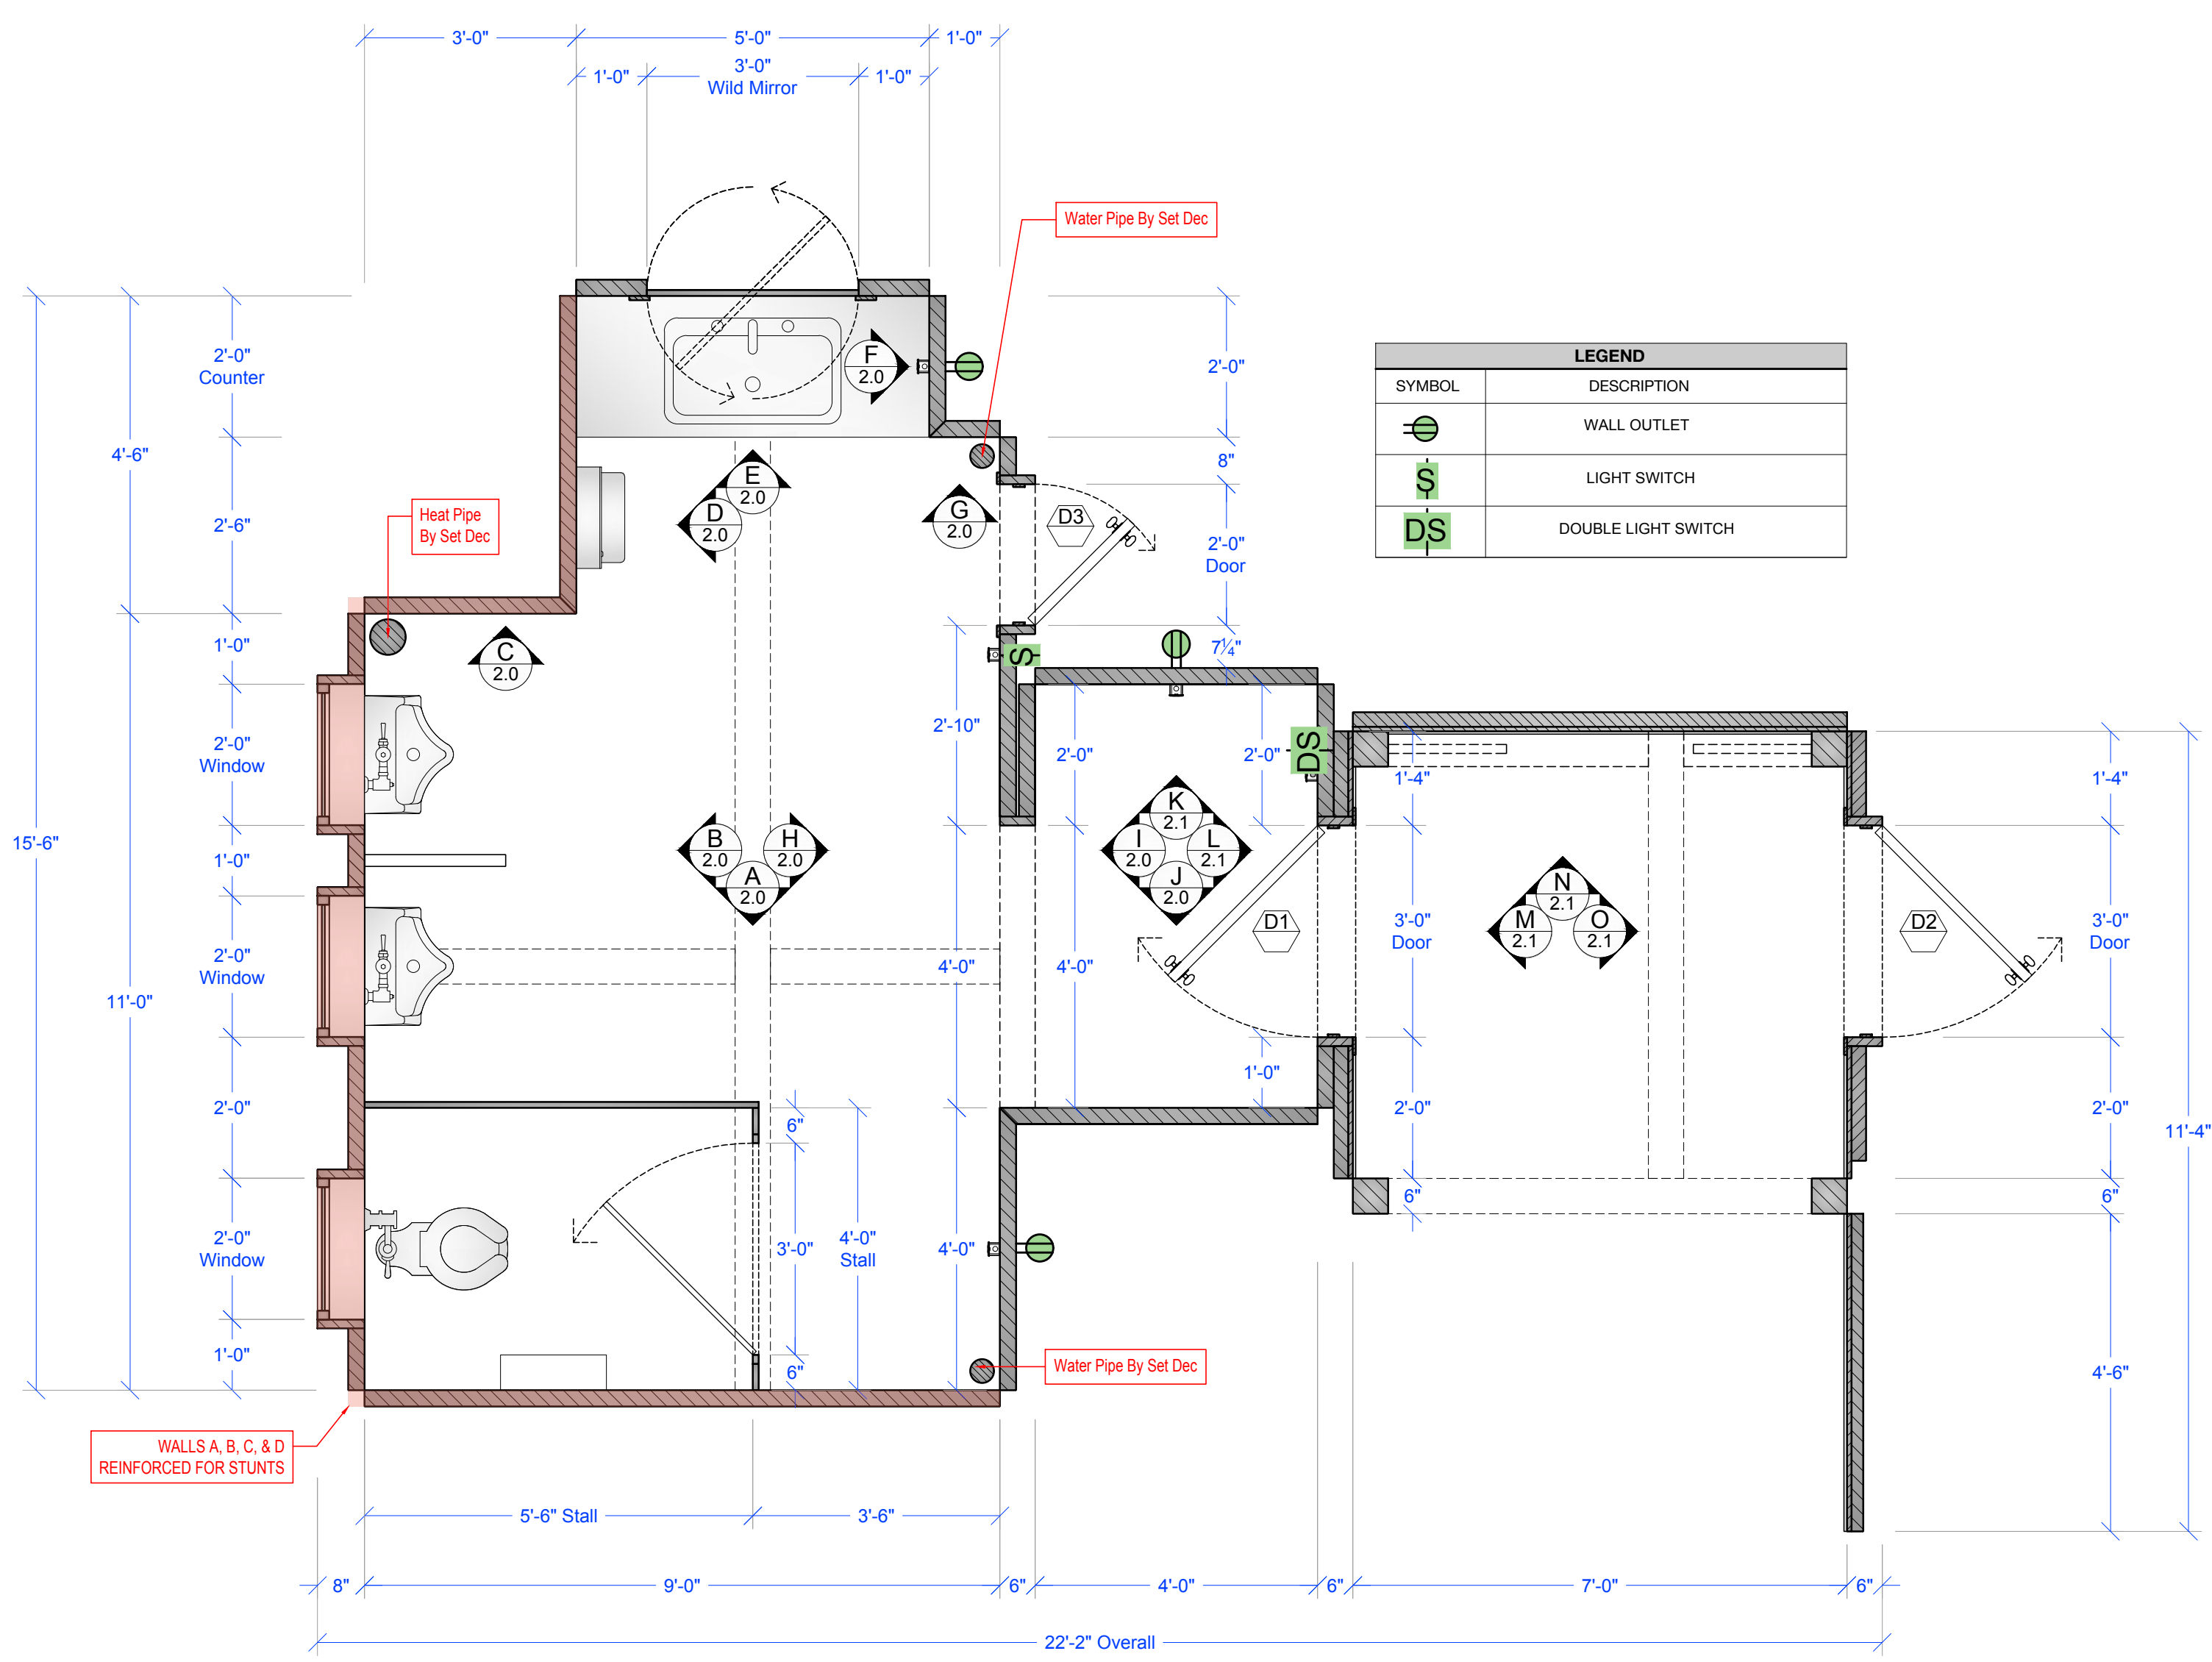 3'-0"
5'-0"
1'-0"
1'-0"
3'-0"
Wild Mirror
1'-0"
Water Pipe By Set Dec
2'-0"
Counter
F
2.0
2'-0"
LEGEND
SYMBOL DESCRIPTION
WALL OUTLET
S LIGHT SWITCH
DS DOUBLE LIGHT SWITCH
4'-6"
8"
E
2.0
D
2.0
G
2.0
D3
Heat Pipe
By Set Dec
2'-6"
2'-0"
Door
1'-0"
C
2.0
S
7¼"
2'-10"
2'-0"
2'-0"
DS
1'-4"
1'-4"
2'-0"
Window
15'-6"
1'-0"
B
2.0
H
2.0
A
2.0
K
2.1
I
2.0
L
2.1
J
2.0
N
2.1
M
2.1
O
2.1
D1
D2
3'-0"
Door
3'-0"
Door
2'-0"
Window
11'-0"
4'-0"
4'-0"
1'-0"
2'-0"
6"
2'-0"
2'-0"
11'-4"
6"
6"
2'-0"
Window
3'-0"
4'-0"
Stall
4'-0"
1'-0"
6"
Water Pipe By Set Dec
4'-6"
WALLS A, B, C, & D
REINFORCED FOR STUNTS
5'-6" Stall
3'-6"
8"
9'-0"
6"
4'-0"
6"
7'-0"
6"
22'-2" Overall